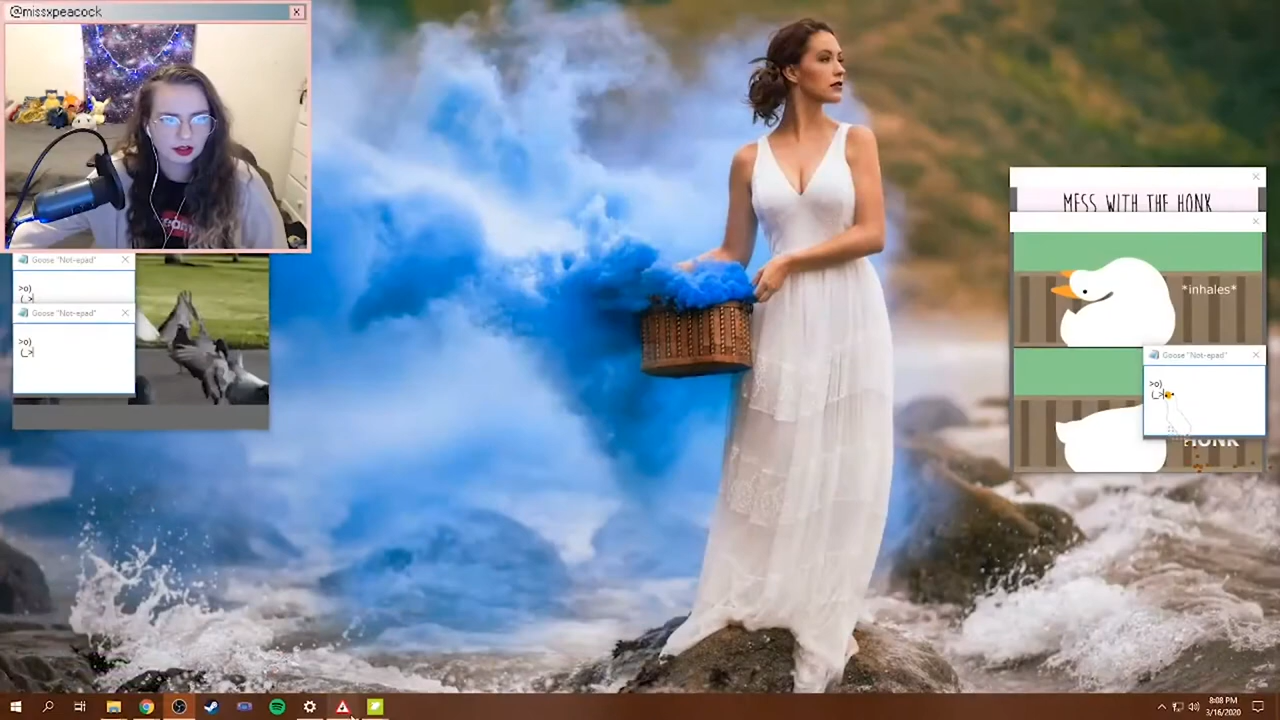 @missxpeacock
Goose "Not-epad"
>o)
(_>
Goose "Not-epad"
>o)
(_>
MESS WITH THE HONK
*inhales*
Goose "Not-epad"
>o)
(_>
HONK
8:08 PM
3/16/2020